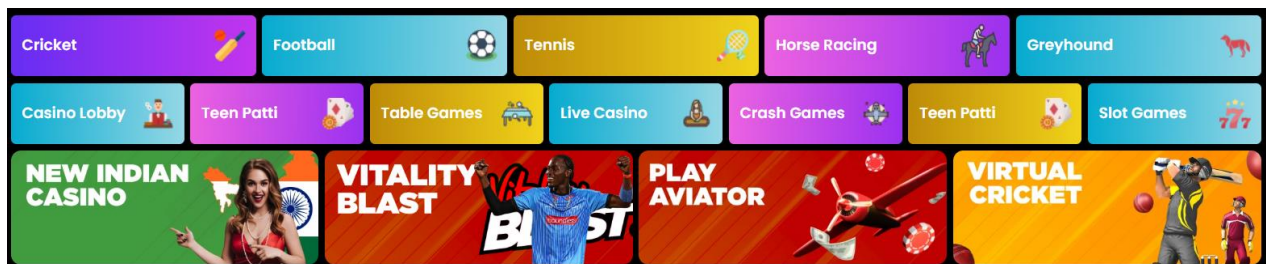 Cricket
Football
Tennis
Horse Racing
Greyhound
Casino Lobby
Teen Patti
Table Games
Live Casino
Crash Games
Teen Patti
Slot Games
777
NEW INDIAN
CASINO
VITALITY
BLAST
PLAY
AVIATOR
VIRTUAL
CRICKET